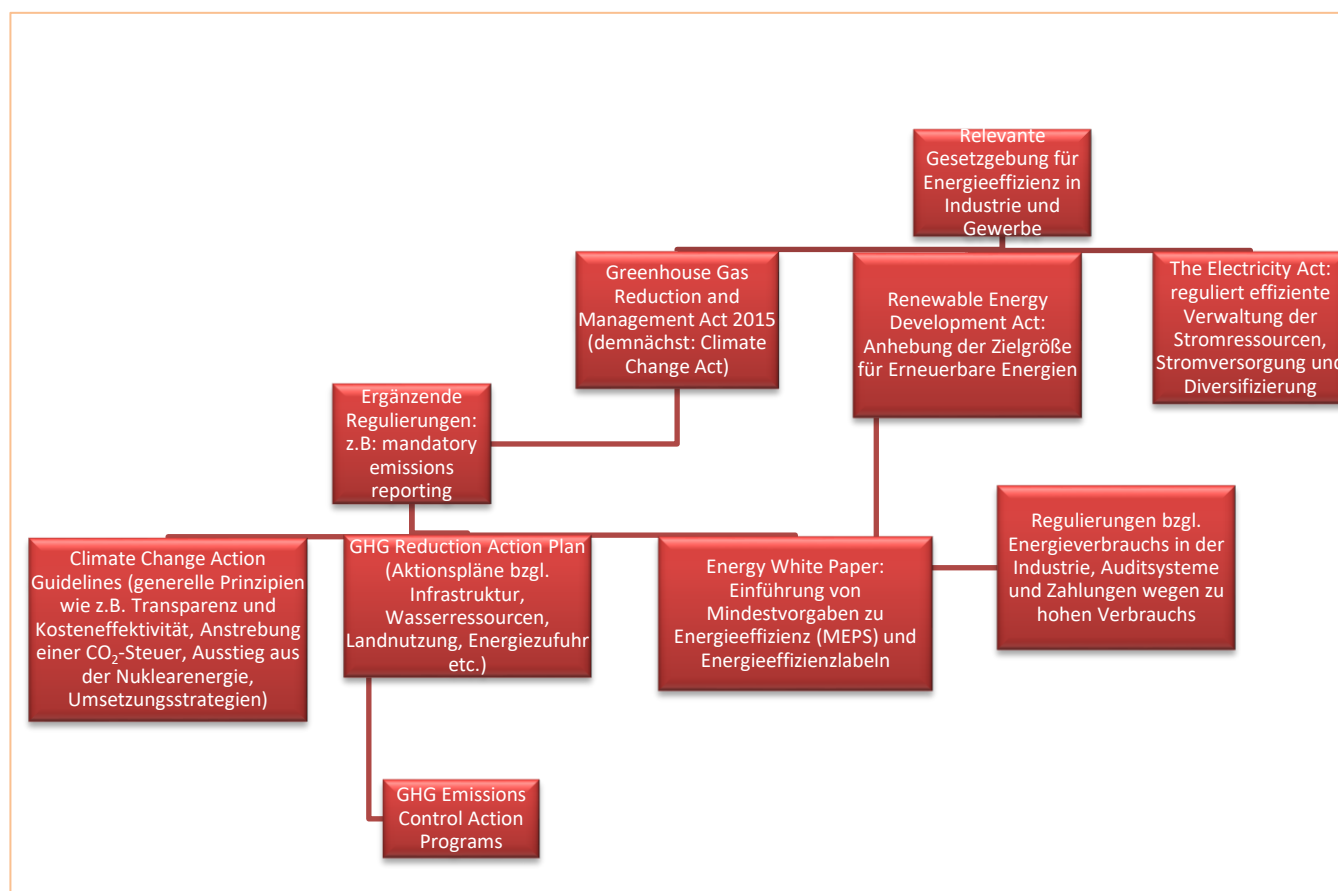 Relevante
Gesetzgebung für
Energieeffizienz in
Industrie und
Gewerbe
Greenhouse Gas
Reduction and
Management Act 2015
(demnächst: Climate
Change Act)
Renewable Energy
Development Act:
Anhebung der Zielgröße
für Erneuerbare Energien
The Electricity Act:
reguliert effiziente
Verwaltung der
Stromressourcen,
Stromversorgung und
Diversifizierung
Ergänzende
Regulierungen:
z.B: mandatory
emissions
reporting
Climate Change Action
Guidelines (generelle Prinzipien
wie z.B. Transparenz und
Kosteneffektivität, Anstrebung
einer CO₂-Steuer, Ausstieg aus
der Nuklearenergie,
Umsetzungsstrategien)
GHG Reduction Action Plan
(Aktionspläne bzgl.
Infrastruktur,
Wasserressourcen,
Landnutzung, Energiezufuhr
etc.)
Energy White Paper:
Einführung von
Mindestvorgaben zu
Energieeffizienz (MEPS) und
Energieeffizienzlabeln
Regulierungen bzgl.
Energieverbrauchs in der
Industrie, Auditsysteme
und Zahlungen wegen zu
hohen Verbrauchs
GHG Emissions
Control Action
Programs